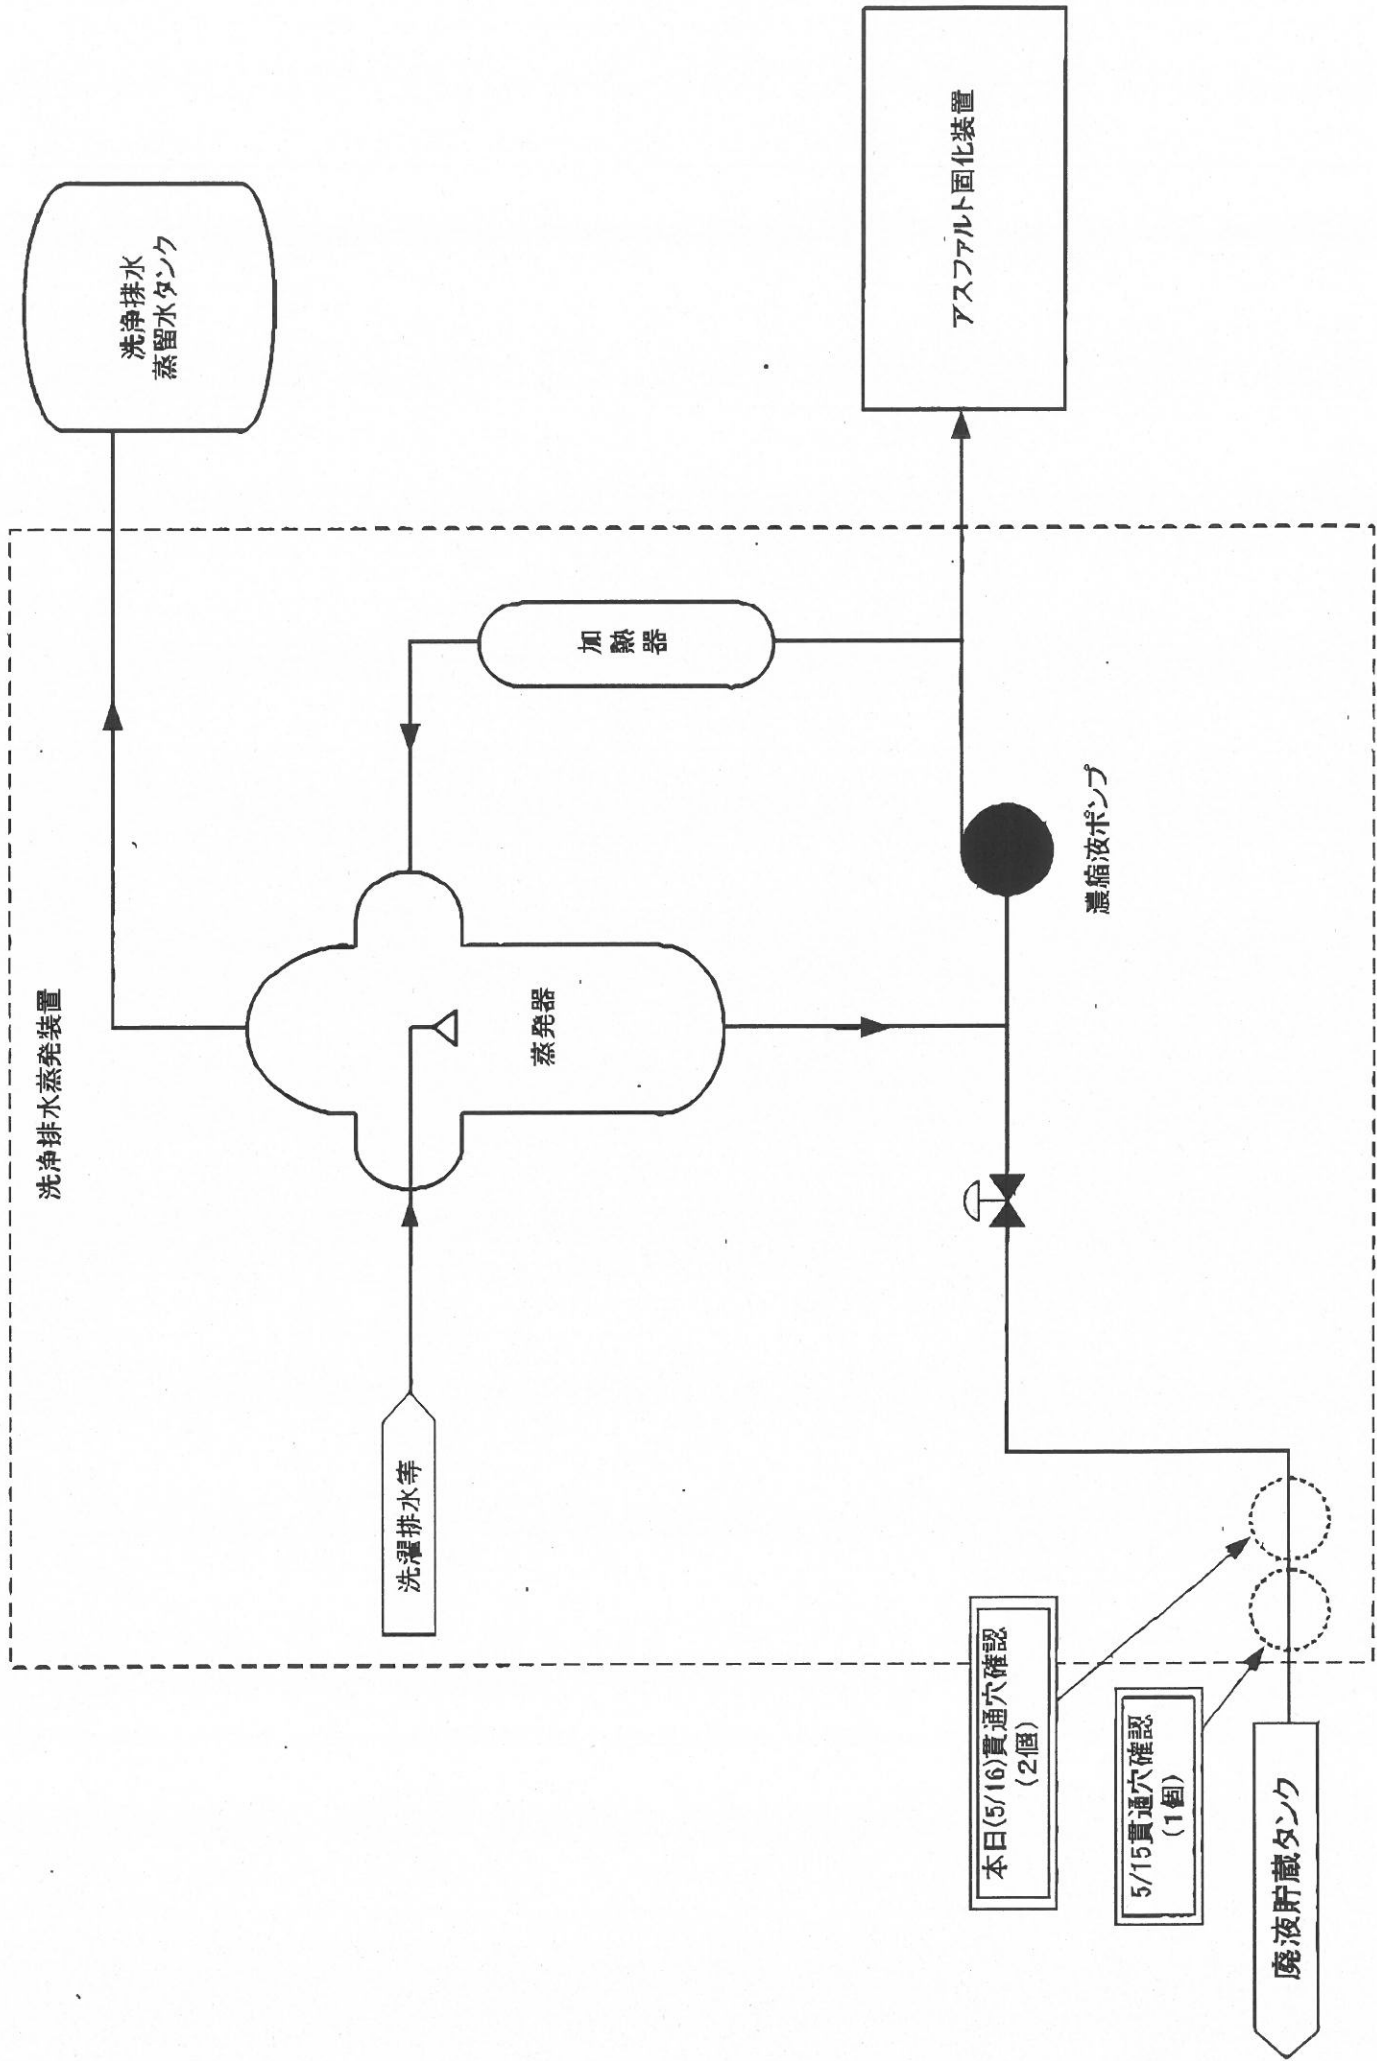 洗浄排水蒸発装置
洗浄排水
蒸留水タンク
洗濯排水等
蒸発器
加熱器
アスファルト固化装置
濃縮液ポンプ
本日(5/16)貫通穴確認
(2個)
5/15貫通穴確認
(1個)
廃液貯蔵タンク